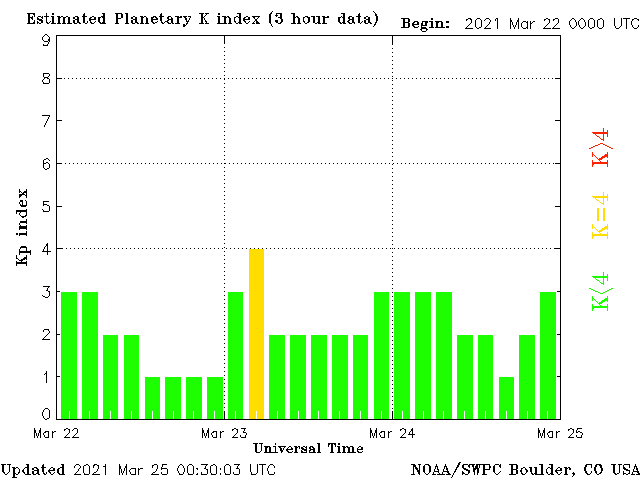 Estimated Planetary K index (3 hour data) Begin: 2021 Mar 22 0000 UTC
9
8
7
6
5
4
3
2
1
0
Kp index
K>4
K=4
K<4
Mar 22 Mar 23 Mar 24 Mar 25
Universal Time
Updated 2021 Mar 25 00:30:03 UTC NOAA/SWPC Boulder, CO USA